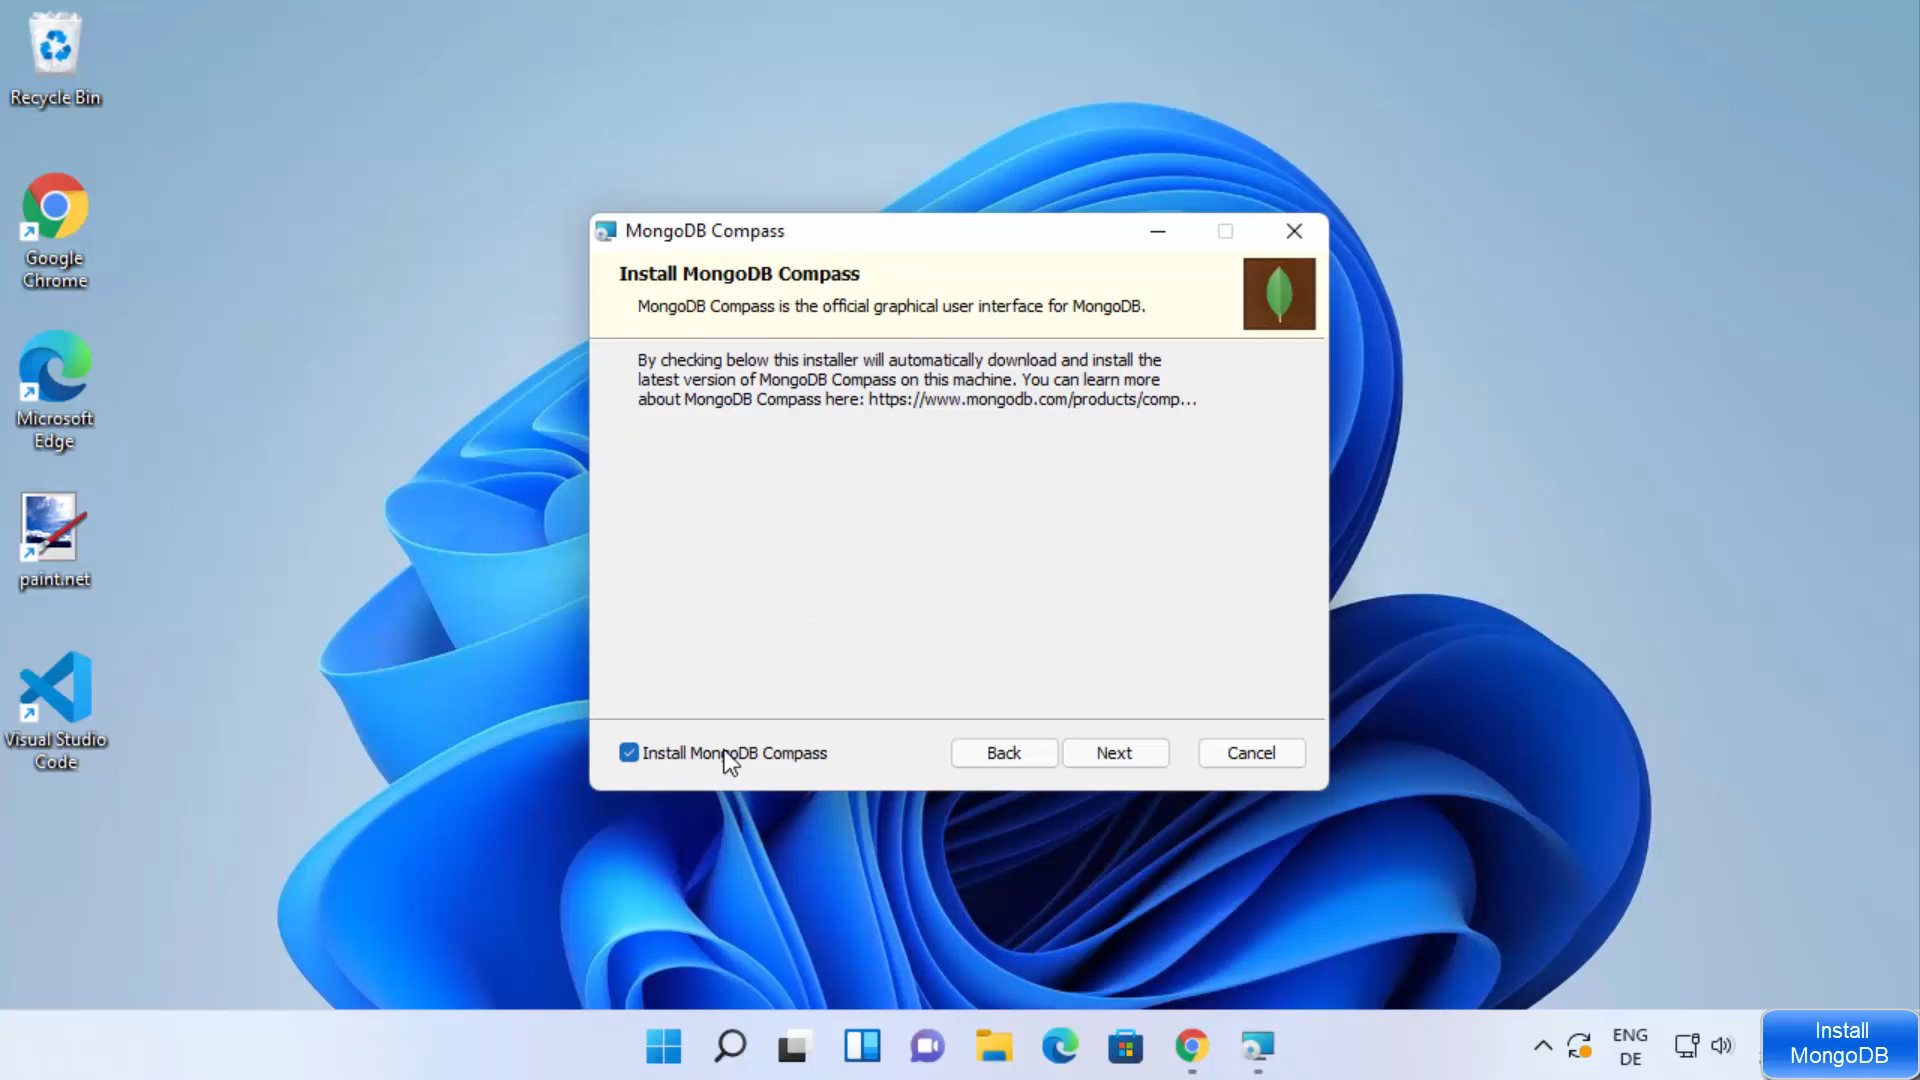 Recycle Bin
Google
Chrome
Microsoft
Edge
paint.net
Visual Studio
Code
MongoDB Compass
Install MongoDB Compass
MongoDB Compass is the official graphical user interface for MongoDB.
By checking below this installer will automatically download and install the
latest version of MongoDB Compass on this machine. You can learn more
about MongoDB Compass here: https://www.mongodb.com/products/comp...
Install MongoDB Compass
Back
Next
Cancel
ENG
DE
Install
MongoDB